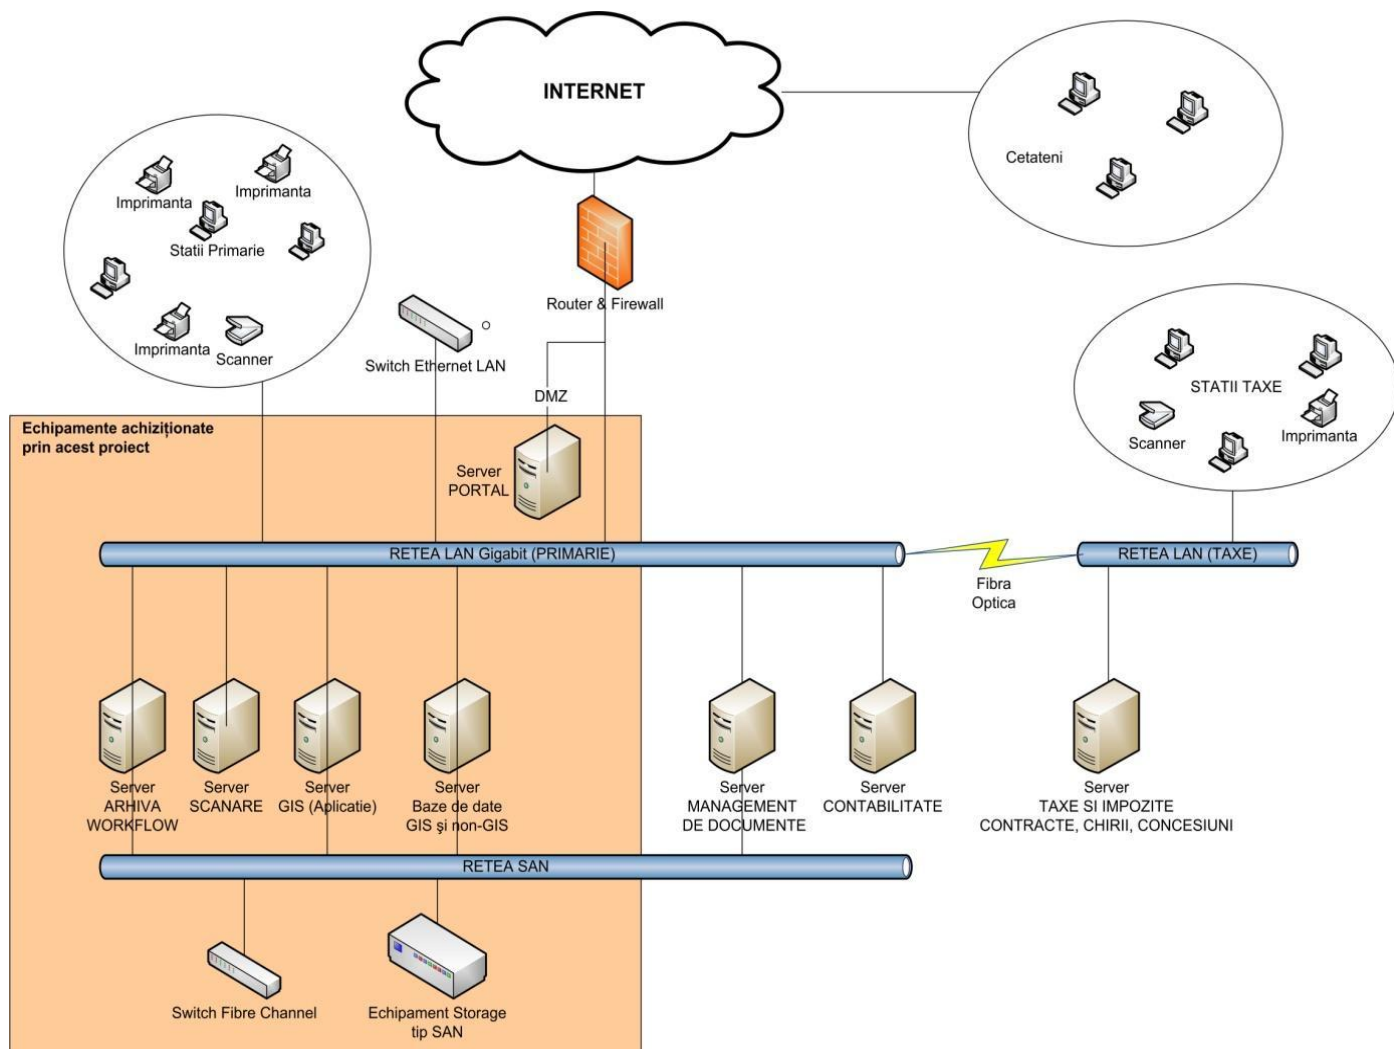 INTERNET
Cetateni
Imprimanta
Imprimanta
Statii Primarie
Imprimanta
Scanner
Router & Firewall
Switch Ethernet LAN
DMZ
STATII TAXE
Scanner
Imprimanta
Echipamente achiziționate
prin acest proiect
Server
PORTAL
RETEA LAN Gigabit (PRIMARIE)
Fibra
Optica
RETEA LAN (TAXE)
Server
ARHIVA
WORKFLOW
Server
SCANARE
Server
GIS (Aplicatie)
Server
Baze de date
GIS şi non-GIS
Server
MANAGEMENT
DE DOCUMENTE
Server
CONTABILITATE
Server
TAXE SI IMPOZITE
CONTRACTE, CHIRII, CONCESIUNI
RETEA SAN
Switch Fibre Channel
Echipament Storage
tip SAN